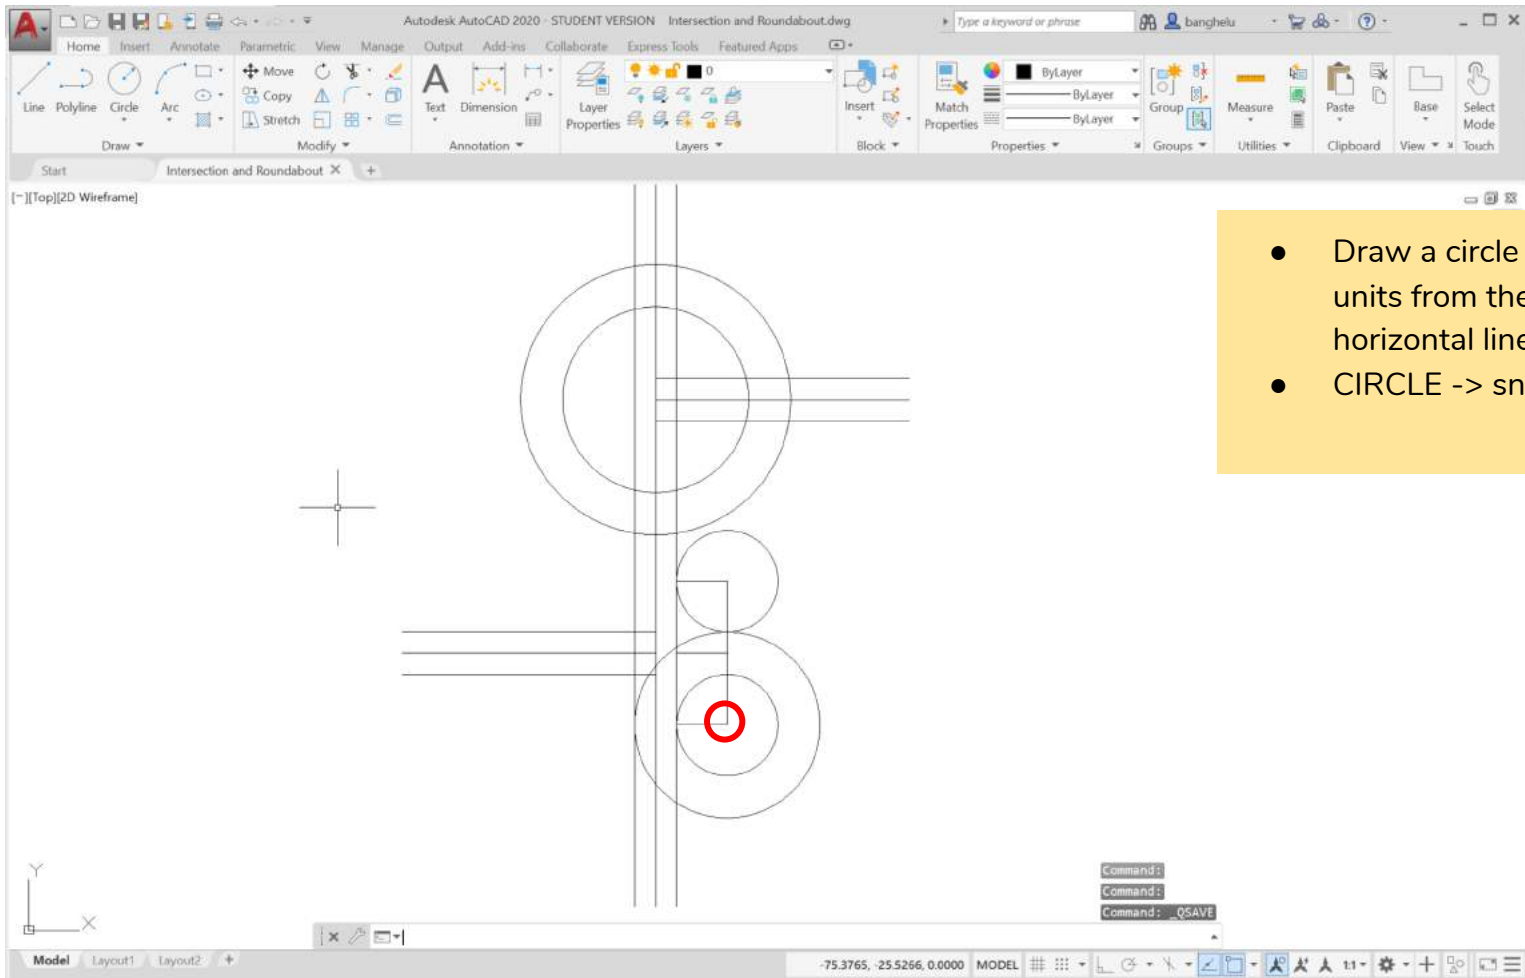 Autodesk AutoCAD 2020 - STUDENT VERSION Intersection and Roundabout.dwg
Type a keyword or phrase
banghelu
Home Insert Annotate Parametric View Manage Output Add-ins Collaborate Express Tools Featured Apps
Line Polyline Circle Arc
Move
Copy
Stretch
Text Dimension
Layer
Properties
0
Insert
Match
Properties
ByLayer
ByLayer
ByLayer
Group
Measure
Paste
Base
Select
Mode
Draw Modify Annotation Layers Block Properties Groups Utilities Clipboard View Touch
Start Intersection and Roundabout +
[-][Top][2D Wireframe]
● Draw a circle
units from the
horizontal line
● CIRCLE -> sn
Y
X
Command:
Command:
Command: _QSAVE
Model Layout1 Layout2 +
-75.3765, -25.5266, 0.0000 MODEL 1:1